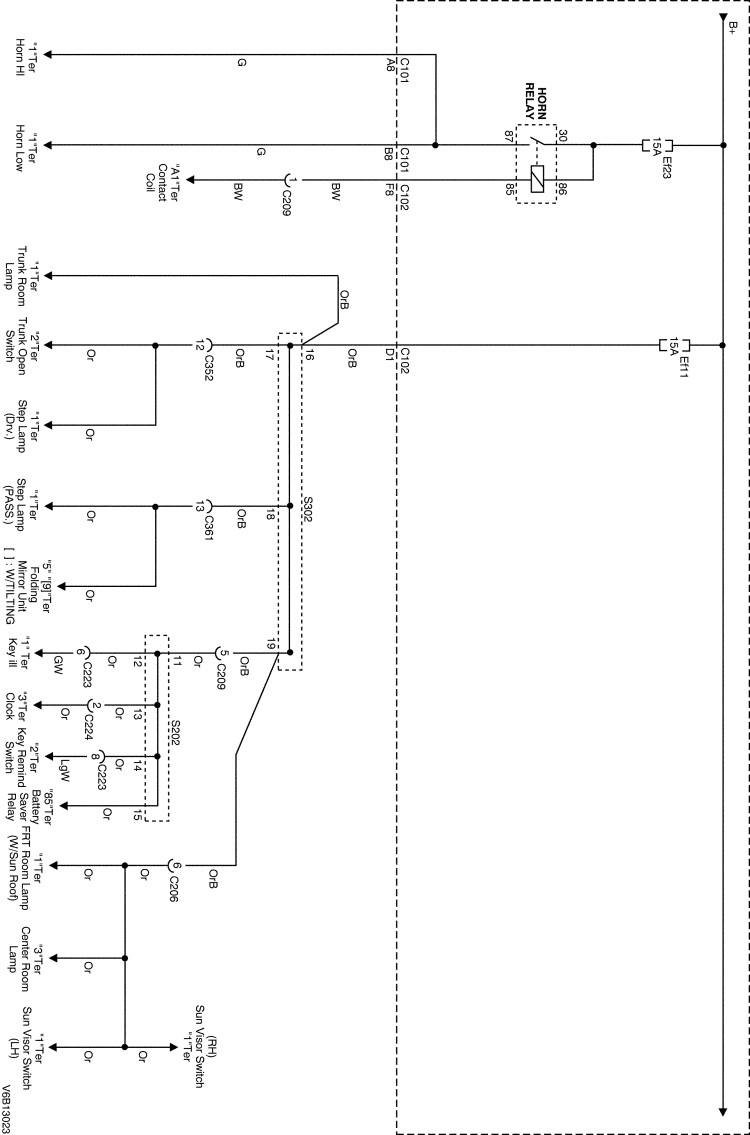 B+
Ef23
15A
Ef11
15A
HORN
RELAY
30
86
87
85
C101
A8
G
"1"Ter
Horn HI
C101
B8
G
"1"Ter
Horn Low
C102
F8
BW
1
C209
BW
"A1"Ter
Contact
Coil
C102
D1
OrB
OrB
"1"Ter
Trunk Room
Lamp
S302
16
17
18
19
OrB
C352
12
Or
"2"Ter
Trunk Open
Switch
Or
"1"Ter
Step Lamp
(Drv.)
OrB
C361
13
Or
"1"Ter
Step Lamp
(PASS.)
Or
"5" "[9]"Ter
Folding
Mirror Unit
[ ] : W/TILTING
OrB
5
C209
Or
S202
11
12
13
14
15
Or
6
C223
GW
"1" Ter
Key ill
Or
2
C224
Or
"3"Ter
Clock
Or
8
C223
LgW
"2"Ter
Key Remind
Switch
Or
"85"Ter
Battery
Saver
Relay
OrB
6
C206
Or
Or
"1"Ter
FRT Room Lamp
(W/Sun Roof)
Or
"3"Ter
Center Room
Lamp
Or
"1"Ter
Sun Visor Switch
(LH)
Or
(RH)
Sun Visor Switch
"1"Ter
V6B13023